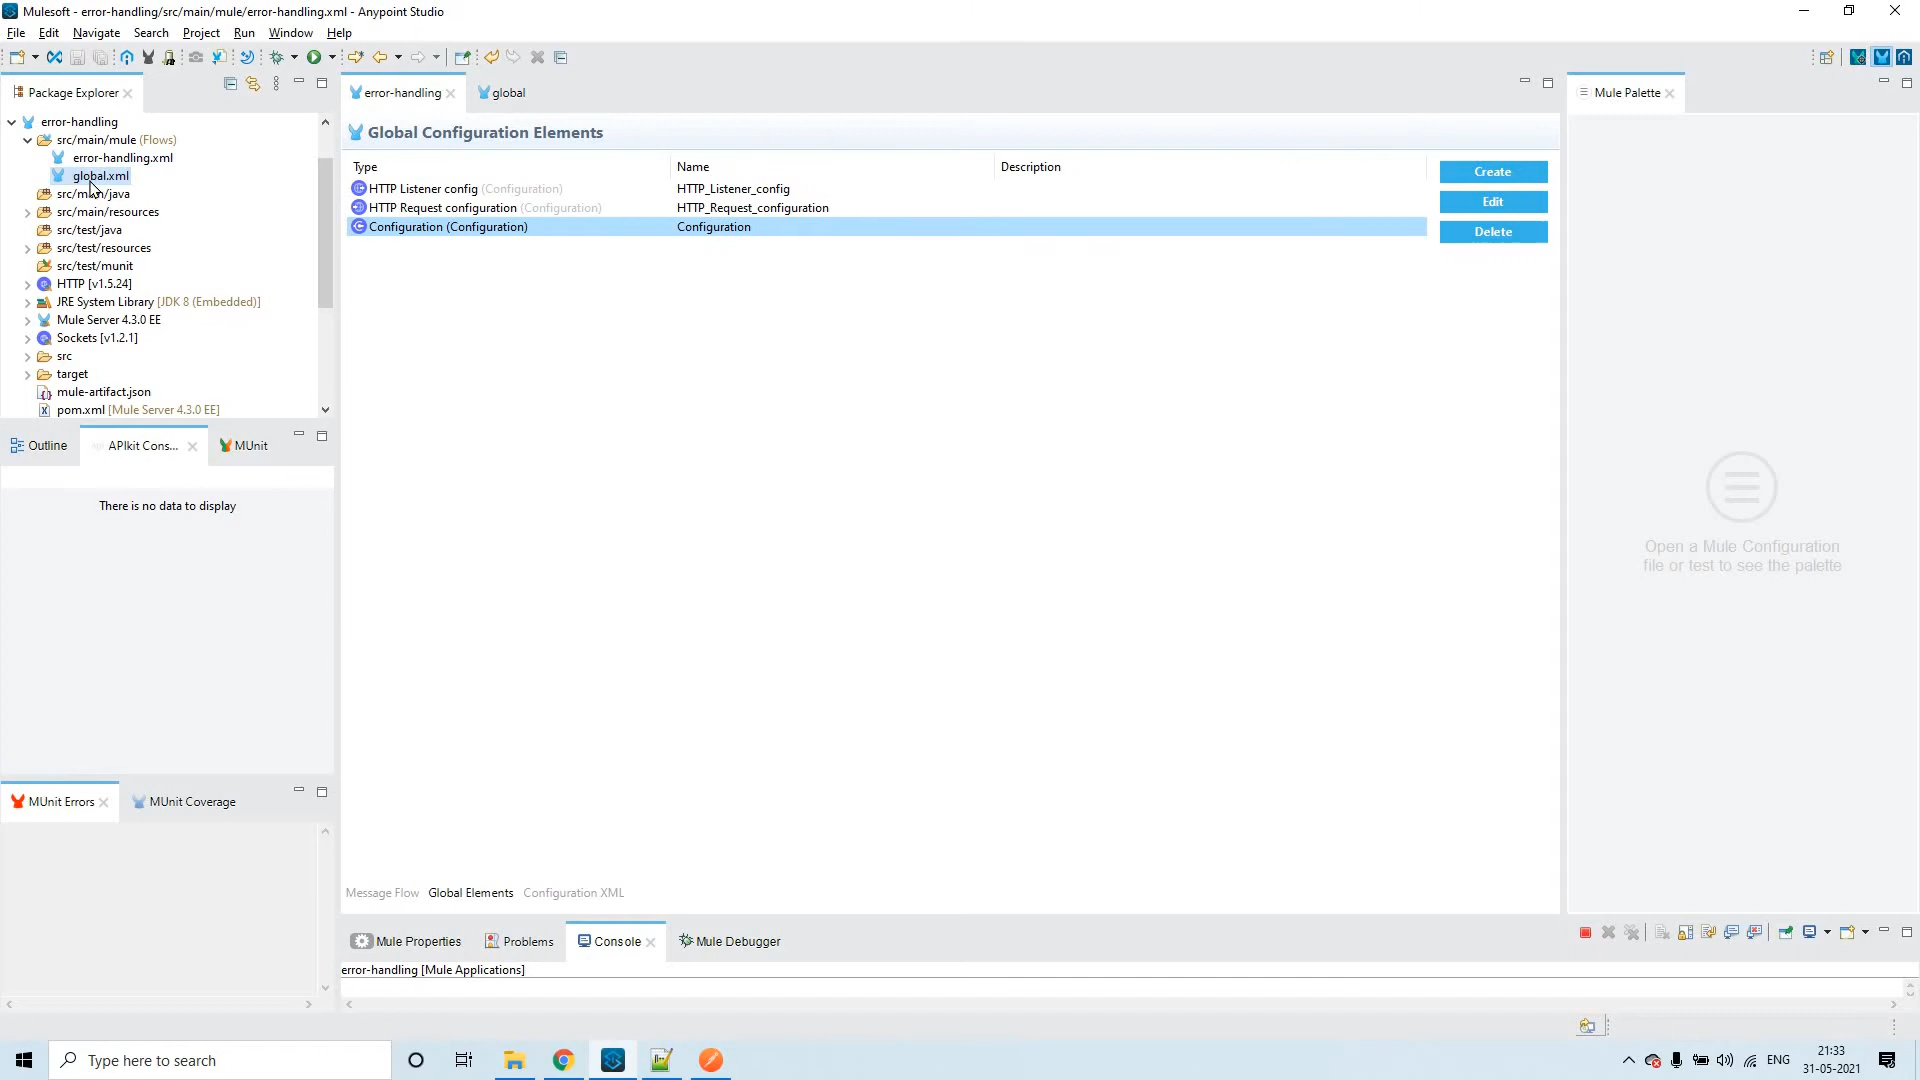 Mulesoft - error-handling/src/main/mule/error-handling.xml - Anypoint Studio
File Edit Navigate Search Project Run Window Help
Package Explorer
error-handling
src/main/mule (Flows)
error-handling.xml
global.xml
src/main/java
src/main/resources
src/test/java
src/test/resources
src/test/munit
HTTP [v1.5.24]
JRE System Library [JDK 8 (Embedded)]
Mule Server 4.3.0 EE
Sockets [v1.2.1]
src
target
mule-artifact.json
pom.xml [Mule Server 4.3.0 EE]
Outline APIkit Cons... MUnit
There is no data to display
MUnit Errors MUnit Coverage
error-handling global
Global Configuration Elements
Type Name Description
HTTP Listener config (Configuration) HTTP_Listener_config
HTTP Request configuration (Configuration) HTTP_Request_configuration
Configuration (Configuration) Configuration
Create
Edit
Delete
Message Flow Global Elements Configuration XML
Mule Palette
Open a Mule Configuration
file or test to see the palette
Mule Properties Problems Console Mule Debugger
error-handling [Mule Applications]
Type here to search
ENG
21:33
31-05-2021